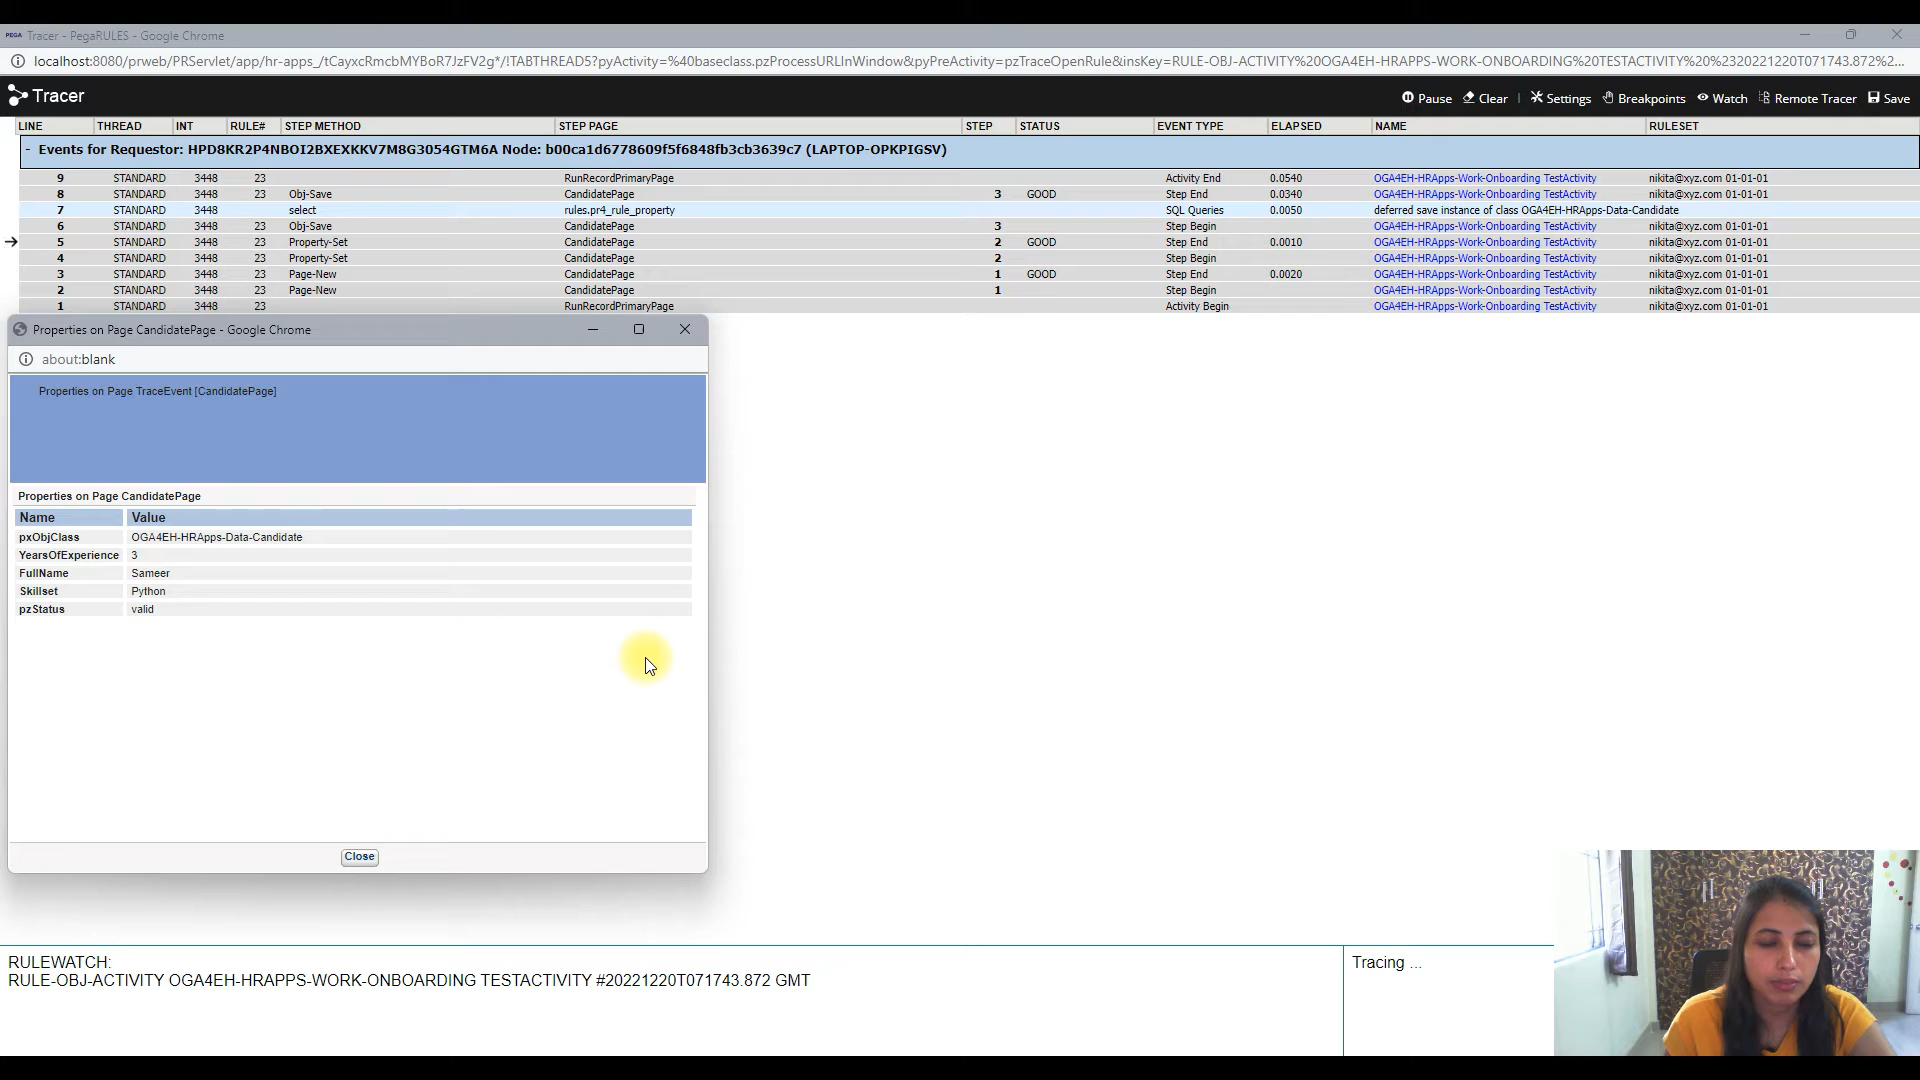 Tracer - PegaRULES - Google Chrome
localhost:8080/prweb/PRServlet/app/hr-apps_/tCayxcRmcbMYBoR7JzFV2g*/!TABTHREAD5?pyActivity=%40baseclass.pzProcessURLInWindow&pyPreActivity=pzTraceOpenRule&insKey=RULE-OBJ-ACTIVITY%20OGA4EH-HRAPPS-WORK-ONBOARDING%20TESTACTIVITY%20%2320221220T071743.872%2...
Tracer Pause Clear | Settings Breakpoints Watch Remote Tracer Save
LINE THREAD INT RULE# STEP METHOD STEP PAGE STEP STATUS EVENT TYPE ELAPSED NAME RULESET
- Events for Requestor: HPD8KR2P4NBOI2BXEXKKV7M8G3054GTM6A Node: b00ca1d6778609f5f6848fb3cb3639c7 (LAPTOP-OPKPIGSV)
9 STANDARD 3448 23 RunRecordPrimaryPage Activity End 0.0540 OGA4EH-HRApps-Work-Onboarding TestActivity nikita@xyz.com 01-01-01
8 STANDARD 3448 23 Obj-Save CandidatePage 3 GOOD Step End 0.0340 OGA4EH-HRApps-Work-Onboarding TestActivity nikita@xyz.com 01-01-01
7 STANDARD 3448 select rules.pr4_rule_property SQL Queries 0.0050 deferred save instance of class OGA4EH-HRApps-Data-Candidate
6 STANDARD 3448 23 Obj-Save CandidatePage 3 Step Begin OGA4EH-HRApps-Work-Onboarding TestActivity nikita@xyz.com 01-01-01
5 STANDARD 3448 23 Property-Set CandidatePage 2 GOOD Step End 0.0010 OGA4EH-HRApps-Work-Onboarding TestActivity nikita@xyz.com 01-01-01
4 STANDARD 3448 23 Property-Set CandidatePage 2 Step Begin OGA4EH-HRApps-Work-Onboarding TestActivity nikita@xyz.com 01-01-01
3 STANDARD 3448 23 Page-New CandidatePage 1 GOOD Step End 0.0020 OGA4EH-HRApps-Work-Onboarding TestActivity nikita@xyz.com 01-01-01
2 STANDARD 3448 23 Page-New CandidatePage 1 Step Begin OGA4EH-HRApps-Work-Onboarding TestActivity nikita@xyz.com 01-01-01
1 STANDARD 3448 23 RunRecordPrimaryPage Activity Begin OGA4EH-HRApps-Work-Onboarding TestActivity nikita@xyz.com 01-01-01
Properties on Page CandidatePage - Google Chrome
about:blank
Properties on Page TraceEvent [CandidatePage]
Properties on Page CandidatePage
Name Value
pxObjClass OGA4EH-HRApps-Data-Candidate
YearsOfExperience 3
FullName Sameer
Skillset Python
pzStatus valid
Close
RULEWATCH:
RULE-OBJ-ACTIVITY OGA4EH-HRAPPS-WORK-ONBOARDING TESTACTIVITY #20221220T071743.872 GMT
Tracing ...